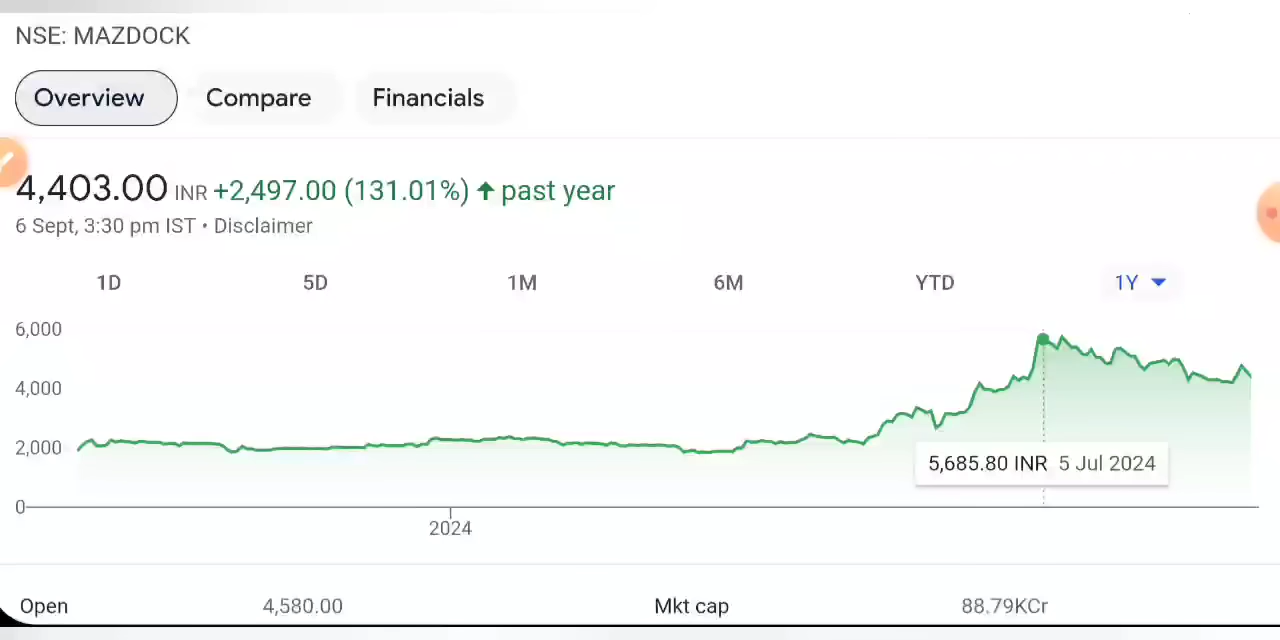 NSE: MAZDOCK
Overview Compare Financials
4,403.00 INR +2,497.00 (131.01%) ↑ past year
6 Sept, 3:30 pm IST • Disclaimer
1D 5D 1M 6M YTD 1Y
6,000
4,000
2,000
5,685.80 INR 5 Jul 2024
0
2024
Open 4,580.00 Mkt cap 88.79KCr